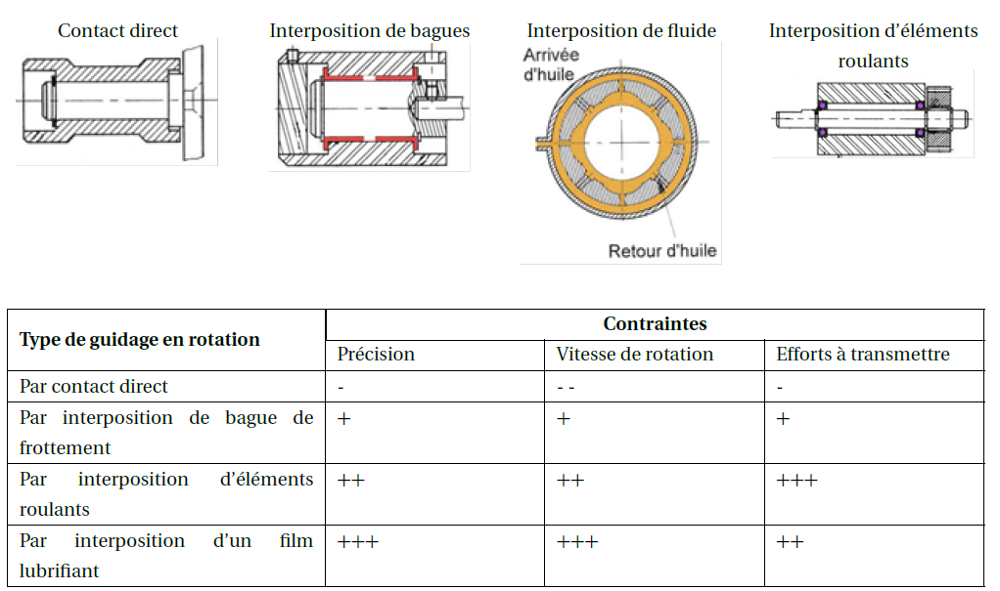 Contact direct
Interposition de bagues
Interposition de fluide
Interposition d'éléments
roulants
Arrivée
d'huile
Retour d'huile
Type de guidage en rotation
Contraintes
Précision
Vitesse de rotation
Efforts à transmettre
Par contact direct
-
- -
-
Par interposition de bague de
frottement
+
+
+
Par interposition d'éléments
roulants
++
++
+++
Par interposition d'un film
lubrifiant
+++
+++
++